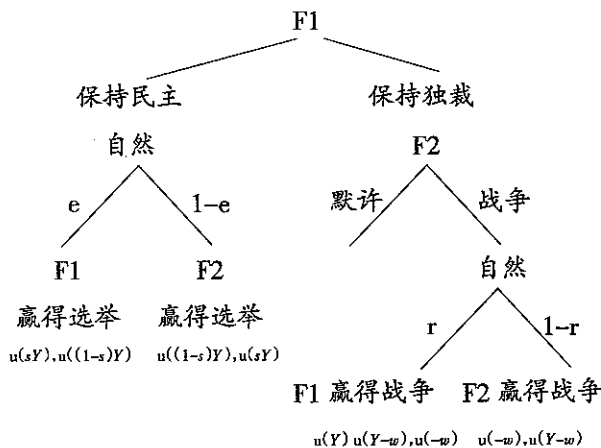 F1
保持民主 保持独裁
自然 F2
e 1-e 默许 战争
F1 F2 自然
赢得选举 赢得选举
u(sY),u((1-s)Y) u((1-s)Y),u(sY)
r 1-r
F1 赢得战争 F2 赢得战争
u(Y) u(Y-w),u(-w) u(-w),u(Y-w)